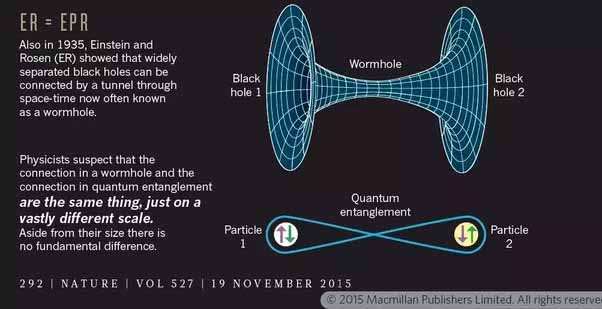 ER = EPR
Also in 1935, Einstein and
Rosen (ER) showed that widely
separated black holes can be
connected by a tunnel through
space-time now often known
as a wormhole.
Wormhole
Black
hole 1
Black
hole 2
Physicists suspect that the
connection in a wormhole and the
connection in quantum entanglement
are the same thing, just on a
vastly different scale.
Aside from their size there is
no fundamental difference.
Quantum
entanglement
Particle
1
Particle
2
292 | NATURE | VOL 527 | 19 NOVEMBER 2015
© 2015 Macmillan Publishers Limited. All rights reserve